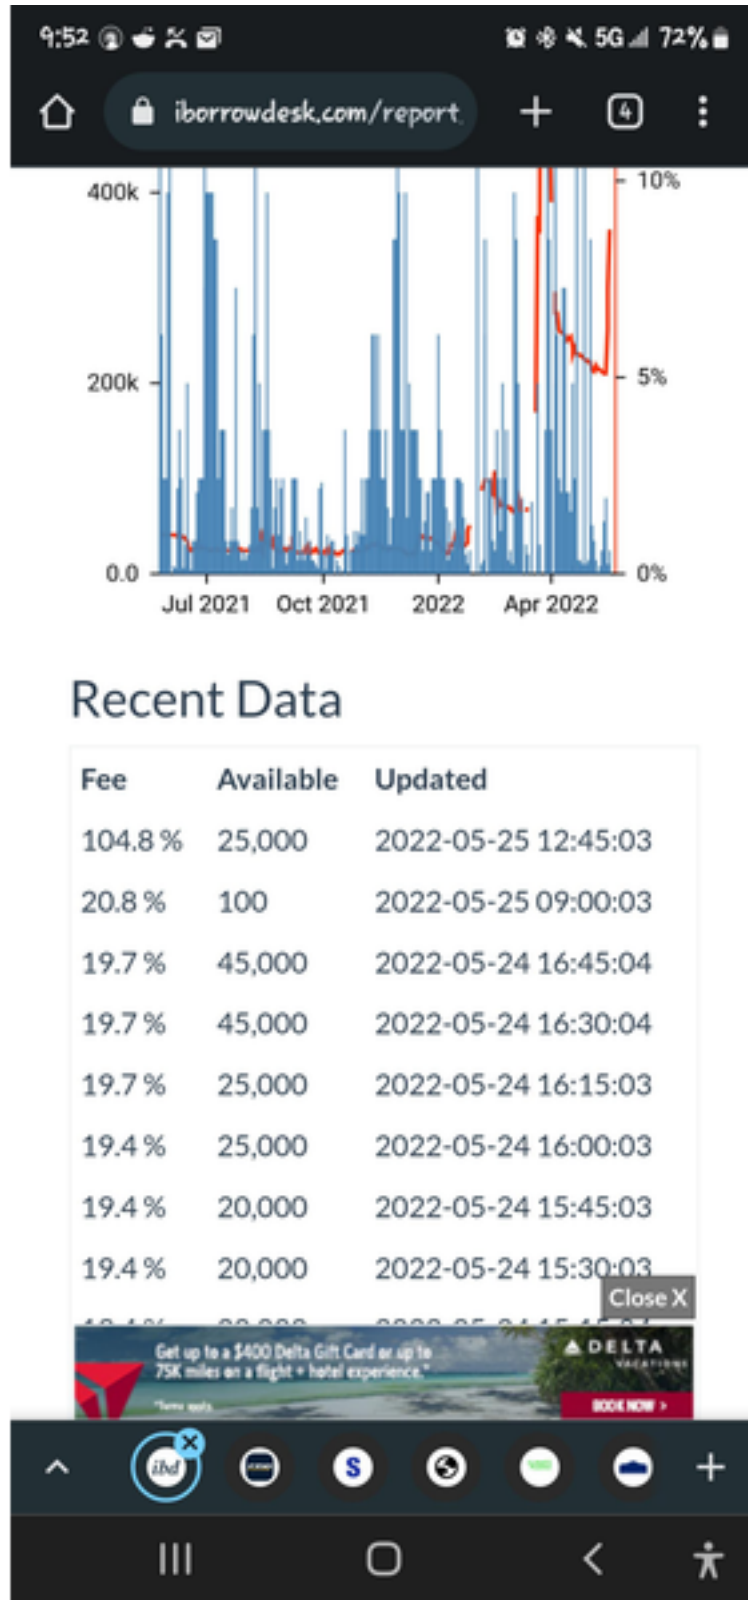 9:52 5G 72%
iborrowdesk.com/report 4
400k 10%
200k 5%
0.0 0%
Jul 2021 Oct 2021 2022 Apr 2022
Recent Data
Fee Available Updated
104.8 % 25,000 2022-05-25 12:45:03
20.8 % 100 2022-05-25 09:00:03
19.7 % 45,000 2022-05-24 16:45:04
19.7 % 45,000 2022-05-24 16:30:04
19.7 % 25,000 2022-05-24 16:15:03
19.4 % 25,000 2022-05-24 16:00:03
19.4 % 20,000 2022-05-24 15:45:03
19.4 % 20,000 2022-05-24 15:30:03
Close X
Get up to a $400 Delta Gift Card or up to
75K miles on a flight + hotel experience.*
*Terms apply.
DELTA
VACATIONS
BOOK NOW >
ibd S